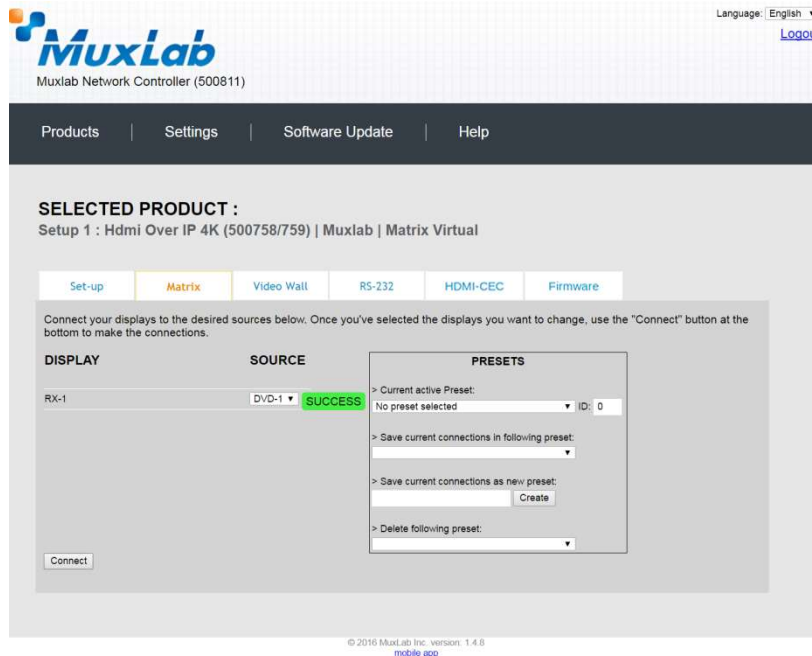 Language: English
Logou
MuxLab
Muxlab Network Controller (500811)
Products | Settings | Software Update | Help
SELECTED PRODUCT :
Setup 1 : Hdmi Over IP 4K (500758/759) | Muxlab | Matrix Virtual
Set-up Matrix Video Wall RS-232 HDMI-CEC Firmware
Connect your displays to the desired sources below. Once you've selected the displays you want to change, use the "Connect" button at the
bottom to make the connections.
DISPLAY SOURCE PRESETS
> Current active Preset:
RX-1 DVD-1 SUCCESS No preset selected ID: 0
> Save current connections in following preset:
> Save current connections as new preset:
Create
> Delete following preset:
Connect
© 2016 MuxLab Inc. version: 1.4.8
mobile app